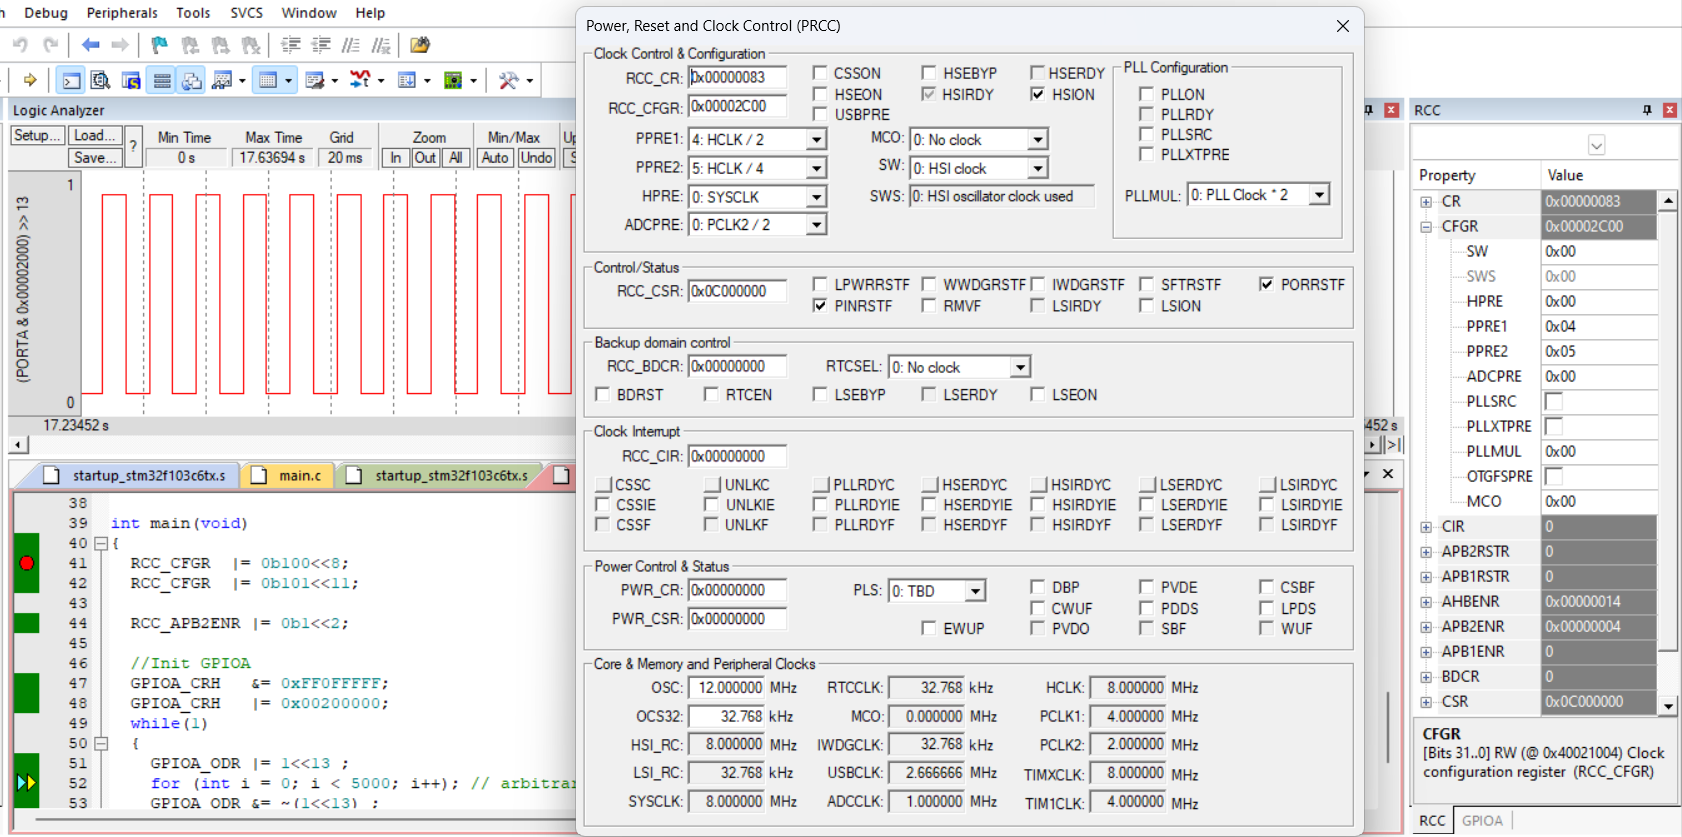 Debug Peripherals Tools SVCS Window Help
Logic Analyzer
Setup... Load... Save... ?
Min Time Max Time Grid Zoom Min/Max
0 s 17.63694 s 20 ms In Out All Auto Undo
1
(PORTA & 0x00002000) >> 13
0
17.23452 s
startup_stm32f103c6tx.s main.c startup_stm32f103c6tx.s
38
39 int main(void)
40 {
41 RCC_CFGR |= 0b100<<8;
42 RCC_CFGR |= 0b101<<11;
43
44 RCC_APB2ENR |= 0b1<<2;
45
46 //Init GPIOA
47 GPIOA_CRH &= 0xFF0FFFFF;
48 GPIOA_CRH |= 0x00200000;
49 while(1)
50 {
51 GPIOA_ODR |= 1<<13 ;
52 for (int i = 0; i < 5000; i++); // arbitrar
53 GPIOA ODR &= ~(1<<13) ;
Power, Reset and Clock Control (PRCC)
Clock Control & Configuration
RCC_CR: 0x00000083 CSSON HSEBYP HSERDY
HSEON HSIRDY HSION
RCC_CFGR: 0x00002C00 USBPRE
PPRE1: 4: HCLK / 2 MCO: 0: No clock
PPRE2: 5: HCLK / 4 SW: 0: HSI clock
HPRE: 0: SYSCLK SWS: 0: HSI oscillator clock used
ADCPRE: 0: PCLK2 / 2
PLL Configuration
PLLON
PLLRDY
PLLSRC
PLLXTPRE
PLLMUL: 0: PLL Clock * 2
Control/Status
RCC_CSR: 0x0C000000 LPWRRSTF WWDGRSTF IWDGRSTF SFTRSTF PORRSTF
PINRSTF RMVF LSIRDY LSION
Backup domain control
RCC_BDCR: 0x00000000 RTCSEL: 0: No clock
BDRST RTCEN LSEBYP LSERDY LSEON
Clock Interrupt
RCC_CIR: 0x00000000
CSSC UNLKC PLLRDYC HSERDYC HSIRDYC LSERDYC LSIRDYC
CSSIE UNLKIE PLLRDYIE HSERDYIE HSIRDYIE LSERDYIE LSIRDYIE
CSSF UNLKF PLLRDYF HSERDYF HSIRDYF LSERDYF LSIRDYF
Power Control & Status
PWR_CR: 0x00000000 PLS: 0: TBD DBP PVDE CSBF
CWUF PDDS LPDS
PWR_CSR: 0x00000000 EWUP PVDO SBF WUF
Core & Memory and Peripheral Clocks
OSC: 12.000000 MHz RTCCLK: 32.768 kHz HCLK: 8.000000 MHz
OCS32: 32.768 kHz MCO: 0.000000 MHz PCLK1: 4.000000 MHz
HSI_RC: 8.000000 MHz IWDGCLK: 32.768 kHz PCLK2: 2.000000 MHz
LSI_RC: 32.768 kHz USBCLK: 2.666666 MHz TIMXCLK: 8.000000 MHz
SYSCLK: 8.000000 MHz ADCCLK: 1.000000 MHz TIM1CLK: 4.000000 MHz
452 s
RCC
Property Value
CR 0x00000083
CFGR 0x00002C00
SW 0x00
SWS 0x00
HPRE 0x00
PPRE1 0x04
PPRE2 0x05
ADCPRE 0x00
PLLSRC
PLLXTPRE
PLLMUL 0x00
OTGFSPRE
MCO 0x00
CIR 0
APB2RSTR 0
APB1RSTR 0
AHBENR 0x00000014
APB2ENR 0x00000004
APB1ENR 0
BDCR 0
CSR 0x0C000000
CFGR
[Bits 31..0] RW (@ 0x40021004) Clock
configuration register (RCC_CFGR)
RCC GPIOA